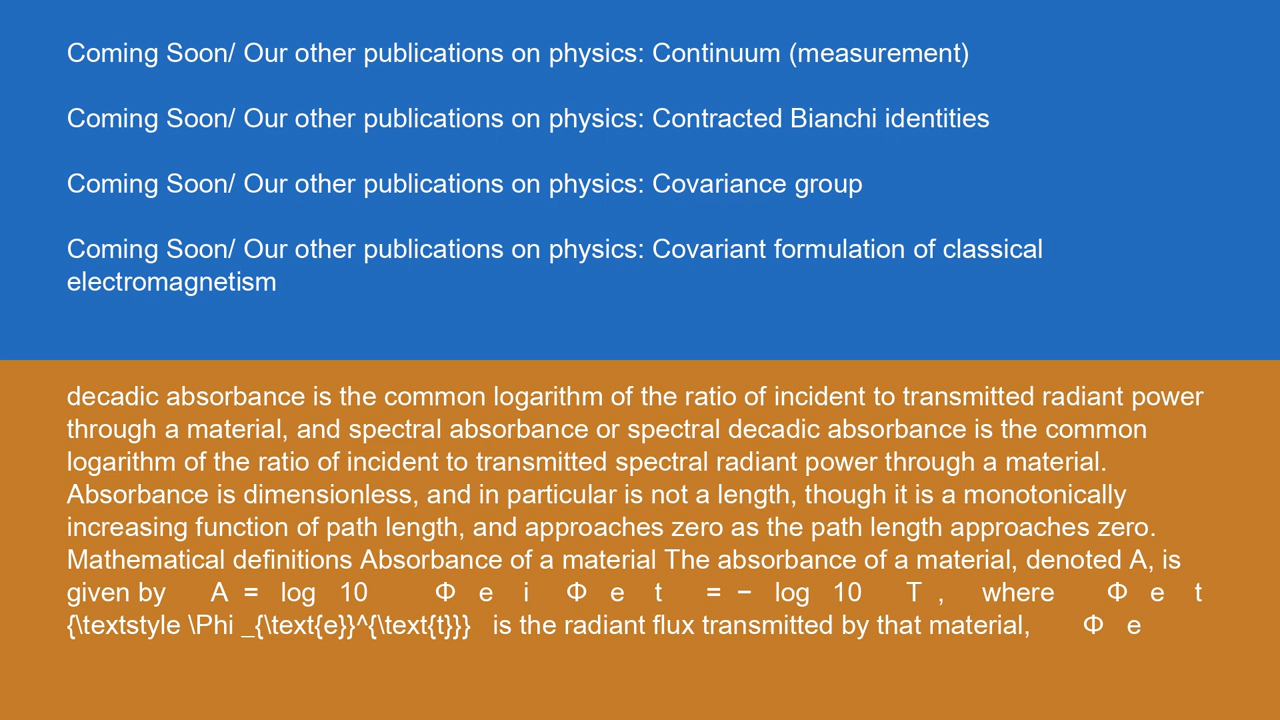 Coming Soon/ Our other publications on physics: Continuum (measurement)
Coming Soon/ Our other publications on physics: Contracted Bianchi identities
Coming Soon/ Our other publications on physics: Covariance group
Coming Soon/ Our other publications on physics: Covariant formulation of classical
electromagnetism
decadic absorbance is the common logarithm of the ratio of incident to transmitted radiant power
through a material, and spectral absorbance or spectral decadic absorbance is the common
logarithm of the ratio of incident to transmitted spectral radiant power through a material.
Absorbance is dimensionless, and in particular is not a length, though it is a monotonically
increasing function of path length, and approaches zero as the path length approaches zero.
Mathematical definitions Absorbance of a material The absorbance of a material, denoted A, is
given by A = log 10 Φ e i Φ e t = − log 10 T , where Φ e t
{\textstyle \Phi _{\text{e}}^{\text{t}}} is the radiant flux transmitted by that material, Φ e